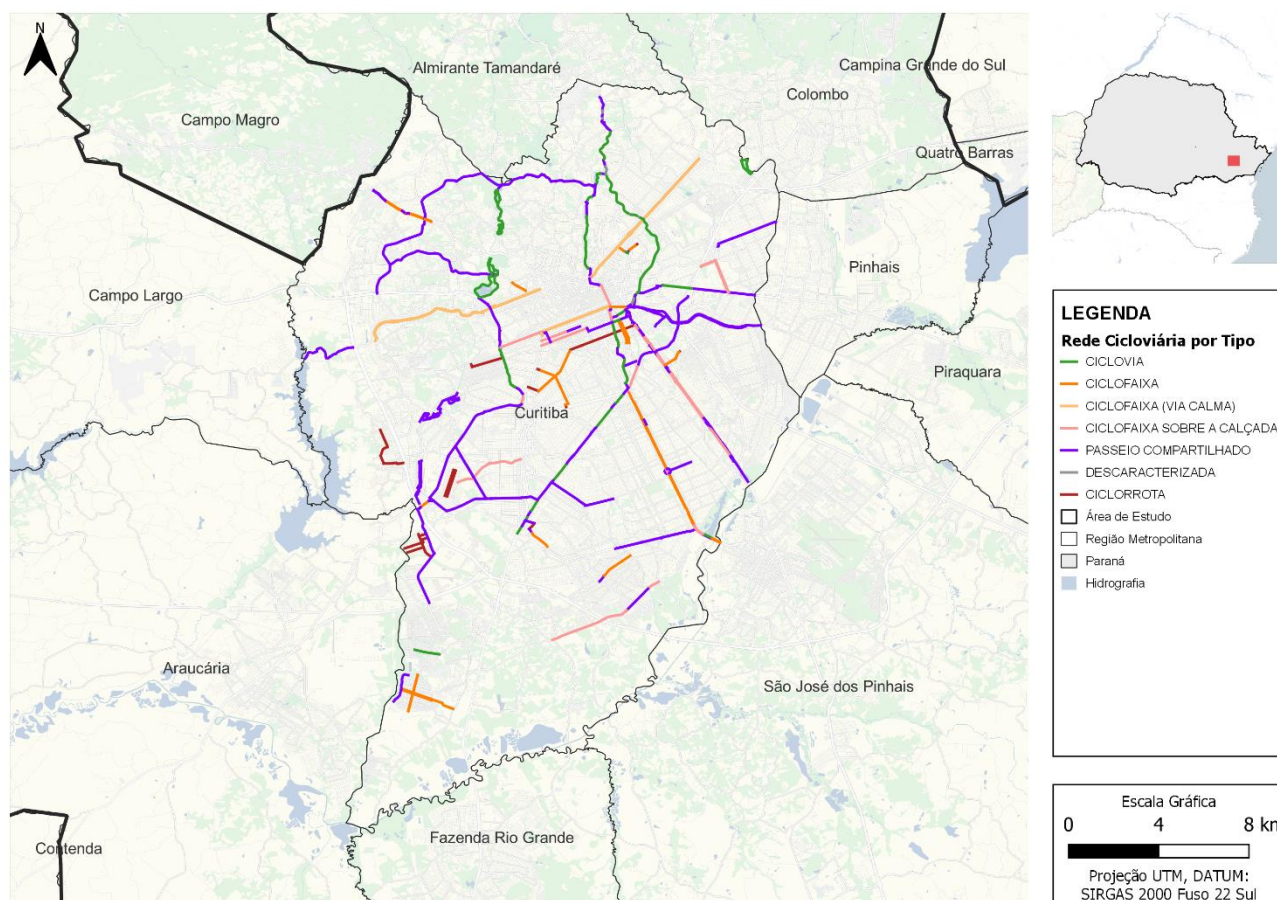 N
Almirante Tamandaré
Campina Grande do Sul
Colombo
Campo Magro
Quatro Barras
Pinhais
Campo Largo
Piraquara
Curitiba
Araucária
São José dos Pinhais
Fazenda Rio Grande
Contenda
LEGENDA
Rede Cicloviária por Tipo
CICLOVIA
CICLOFAIXA
CICLOFAIXA (VIA CALMA)
CICLOFAIXA SOBRE A CALÇADA
PASSEIO COMPARTILHADO
DESCARACTERIZADA
CICLORROTA
Área de Estudo
Região Metropolitana
Paraná
Hidrografia
Escala Gráfica
0 4 8 km
Projeção UTM, DATUM:
SIRGAS 2000 Fuso 22 Sul